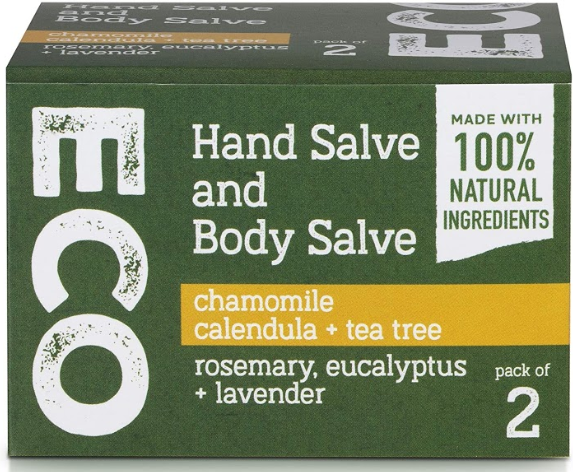 Hand Salve
and
Body Salve
chamomile
calendula + tea tree
rosemary, eucalyptus
+ lavender
pack of
2
ECO
ECO
Hand Salve
and
Body Salve
MADE WITH
100%
NATURAL
INGREDIENTS
chamomile
calendula + tea tree
rosemary, eucalyptus
+ lavender
pack of
2